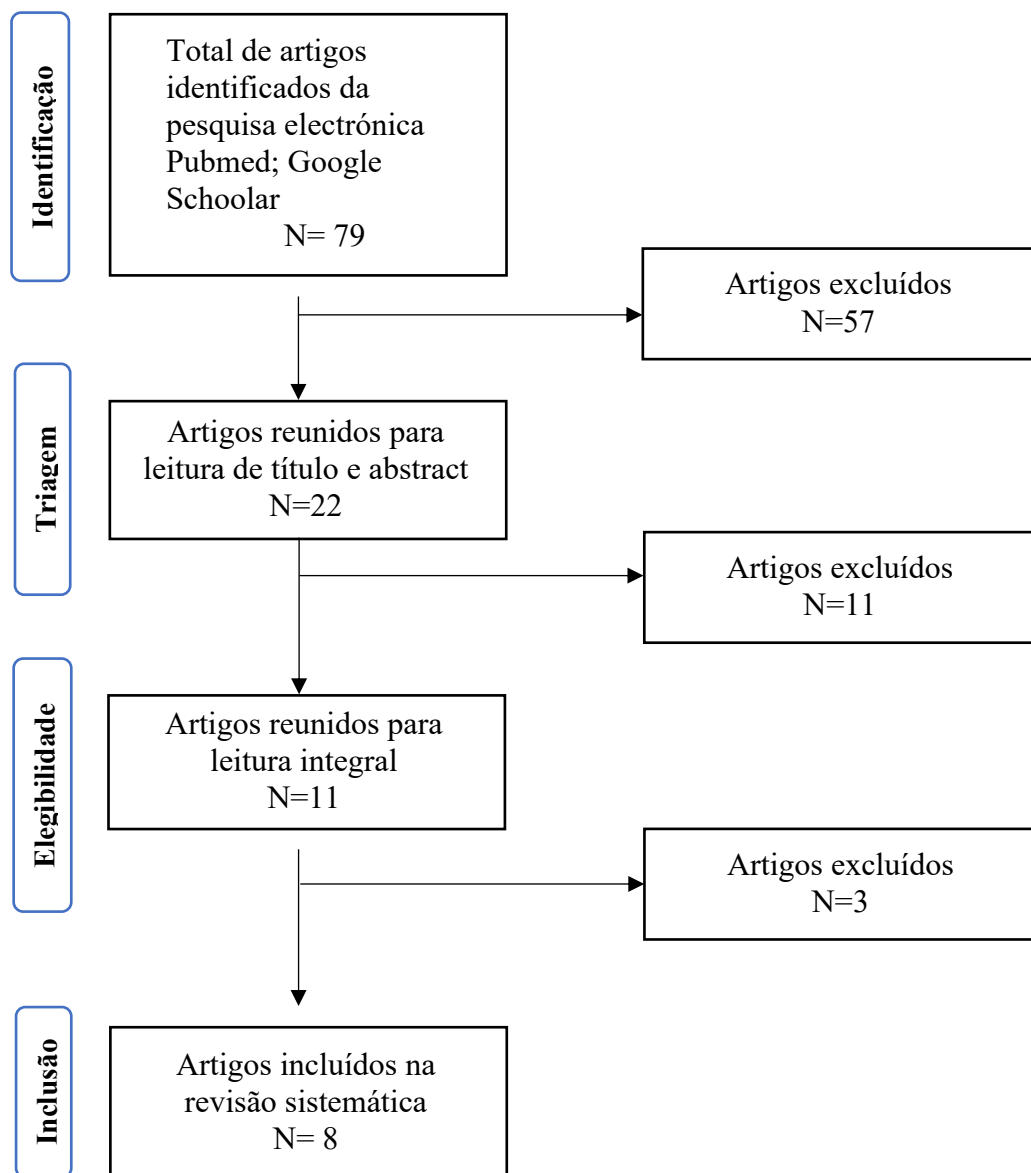 Identificação
Total de artigos
identificados da
pesquisa electrónica
Pubmed; Google
Schoolar
N= 79
Artigos excluídos
N=57
Triagem
Artigos reunidos para
leitura de título e abstract
N=22
Artigos excluídos
N=11
Elegibilidade
Artigos reunidos para
leitura integral
N=11
Artigos excluídos
N=3
Inclusão
Artigos incluídos na
revisão sistemática
N= 8